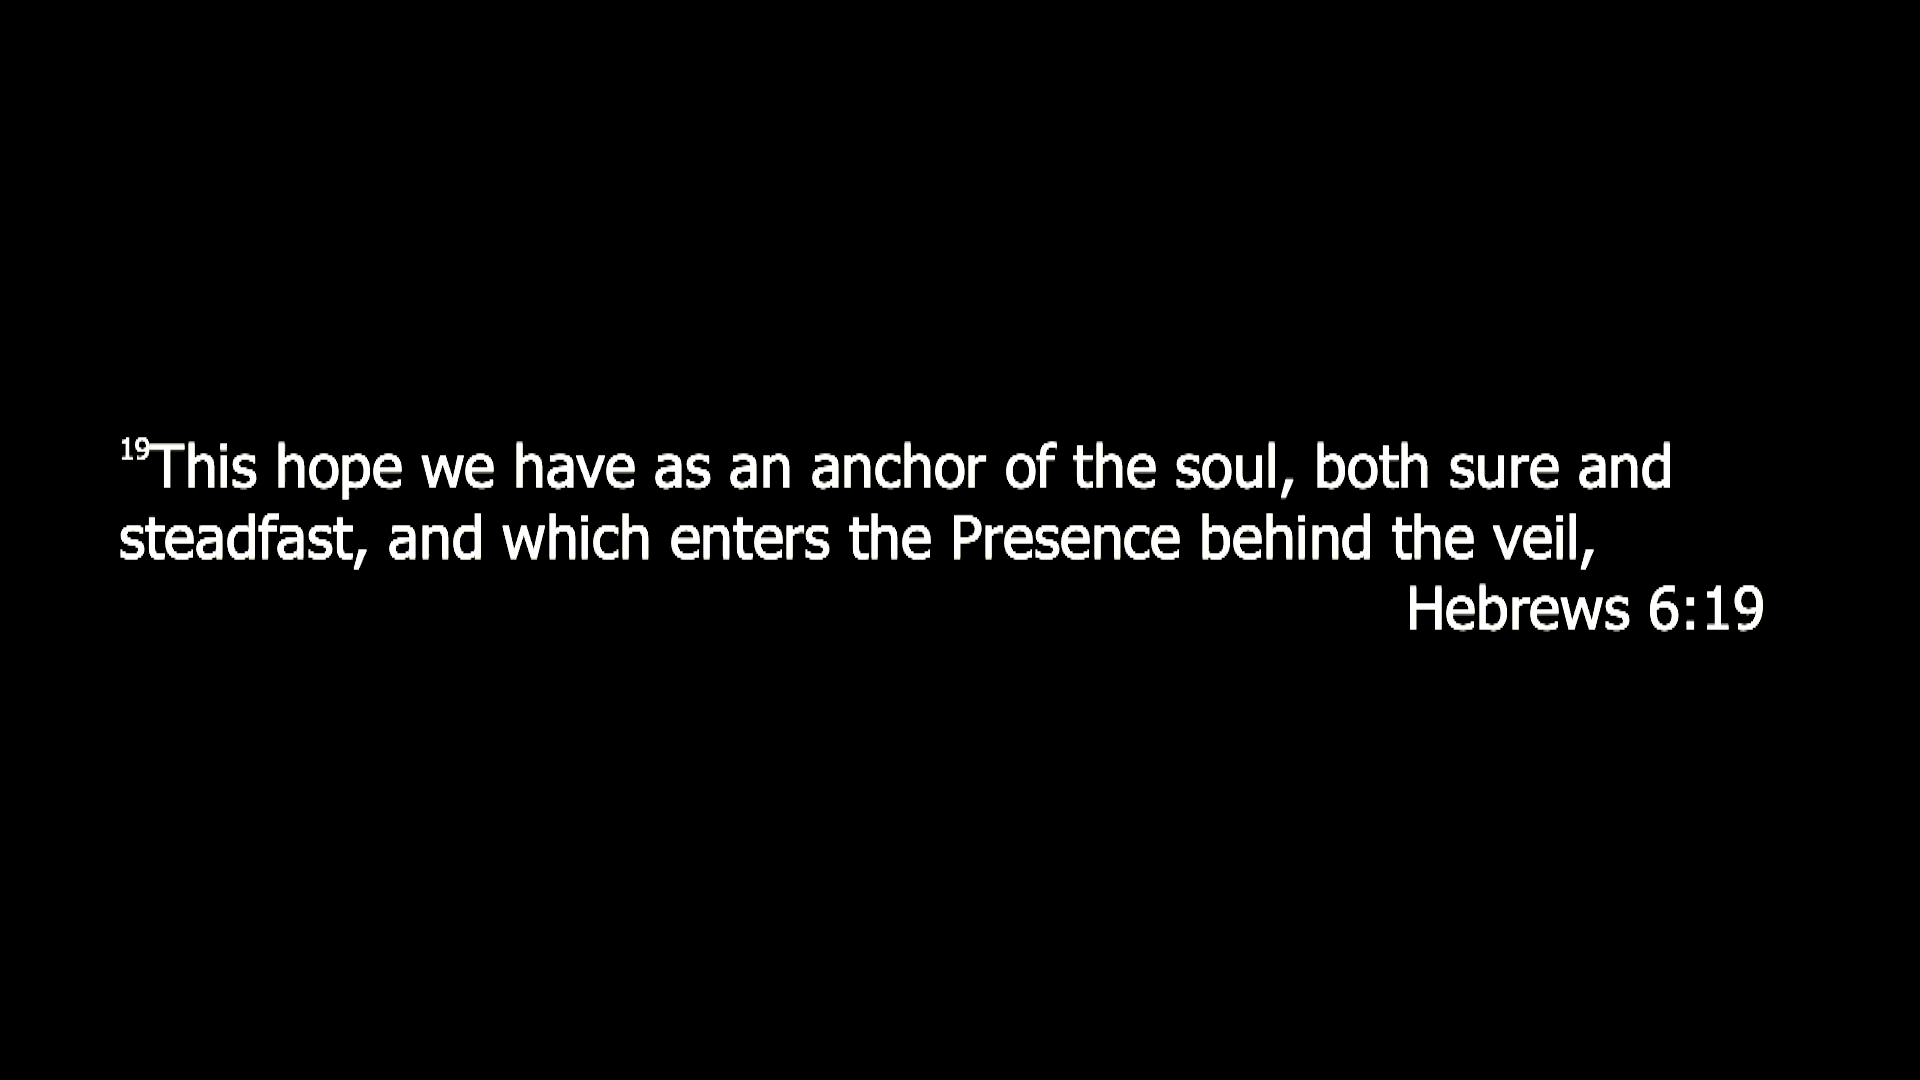 19This hope we have as an anchor of the soul, both sure and
steadfast, and which enters the Presence behind the veil,
Hebrews 6:19